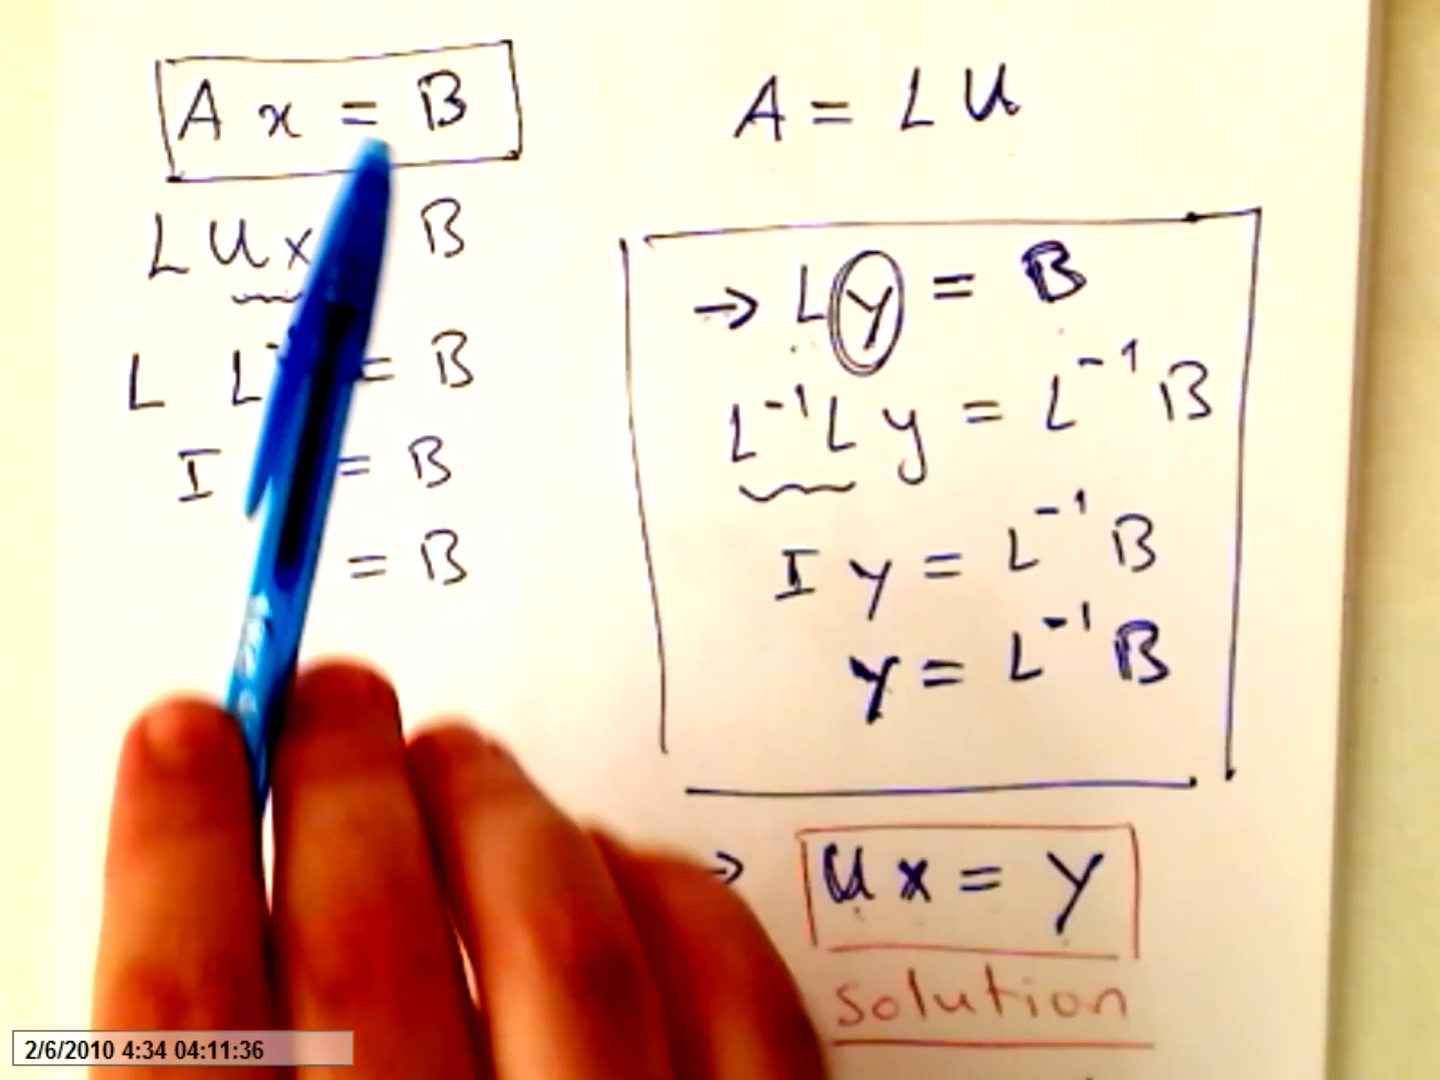 A x = B
L U x B
L L = B
I = B
= B
A = L U
→ L y = B
L⁻¹ L y = L⁻¹ B
I y = L⁻¹ B
y = L⁻¹ B
→ U x = y
solution
2/6/2010 4:34 04:11:36